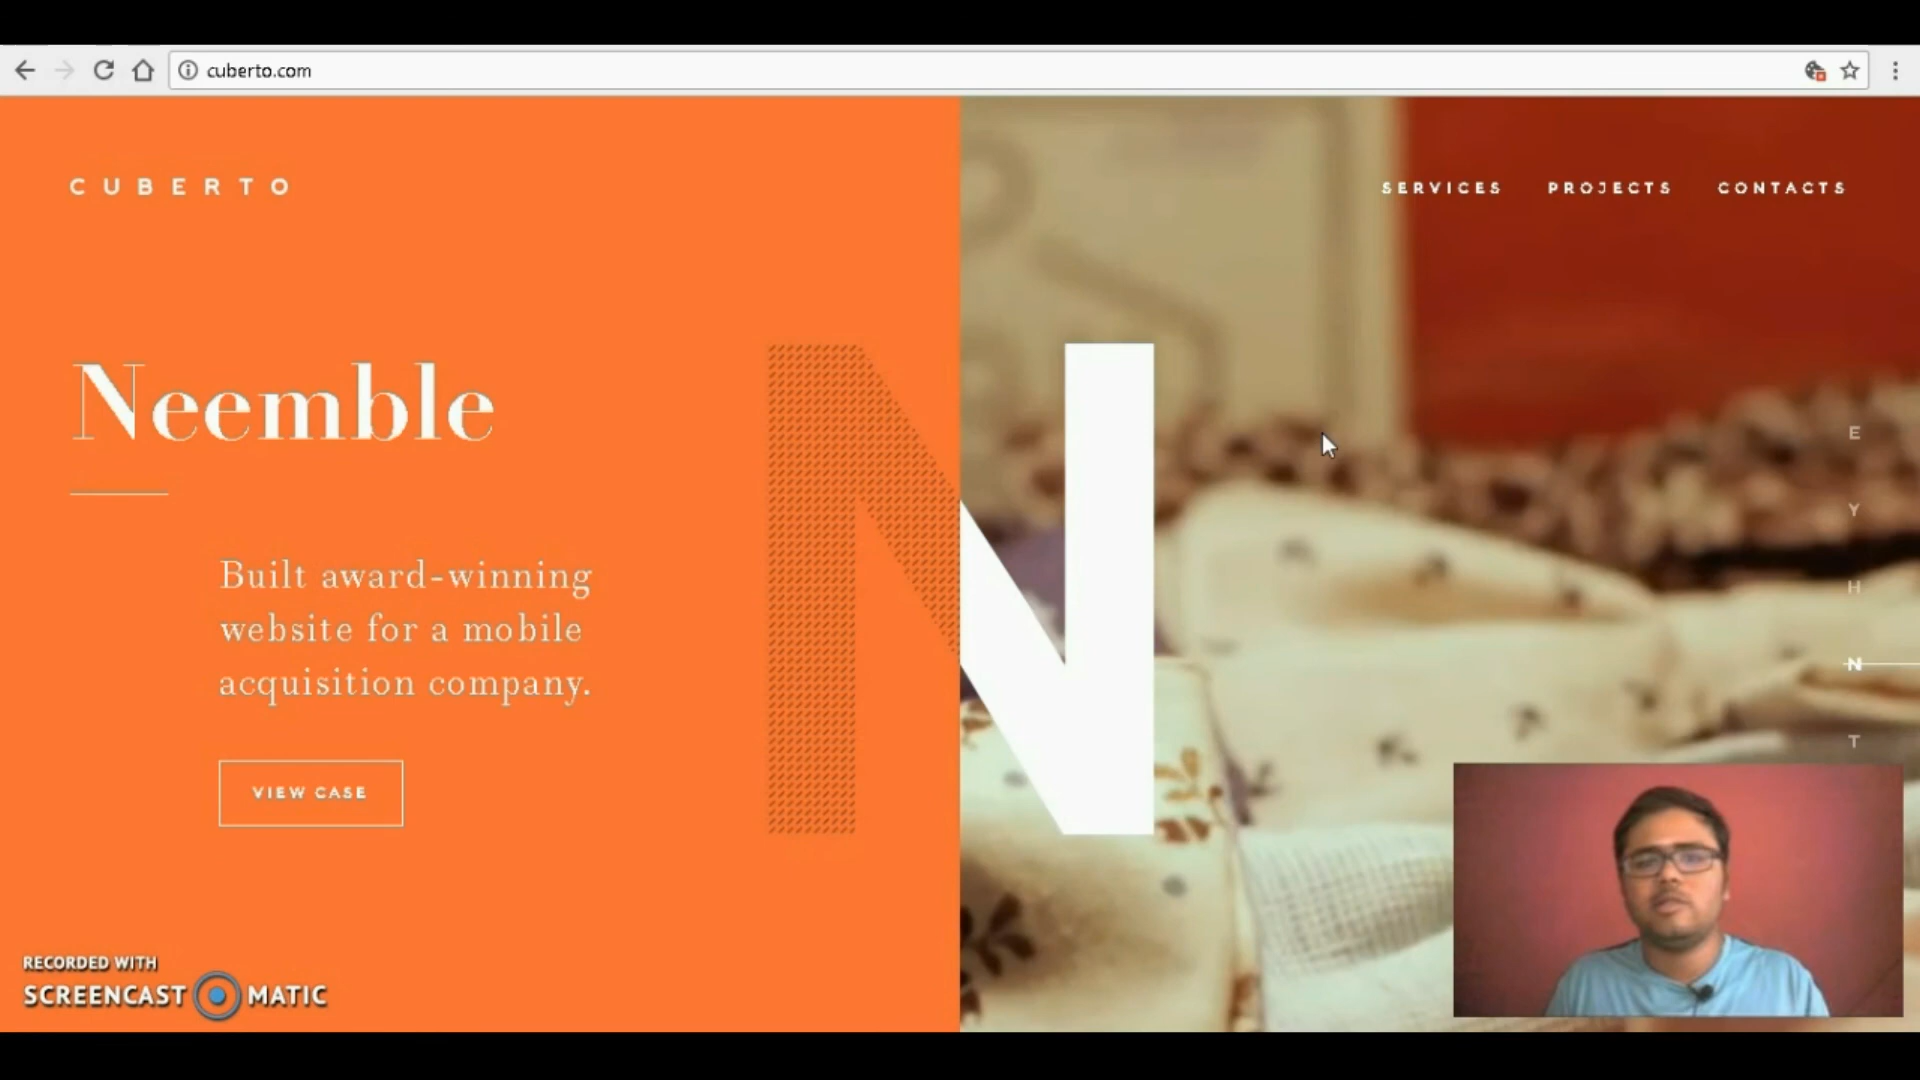 cuberto.com
CUBERTO
SERVICES PROJECTS CONTACTS
Neemble
Built award-winning
website for a mobile
acquisition company.
VIEW CASE
N
E
Y
H
N
T
RECORDED WITH
SCREENCAST MATIC